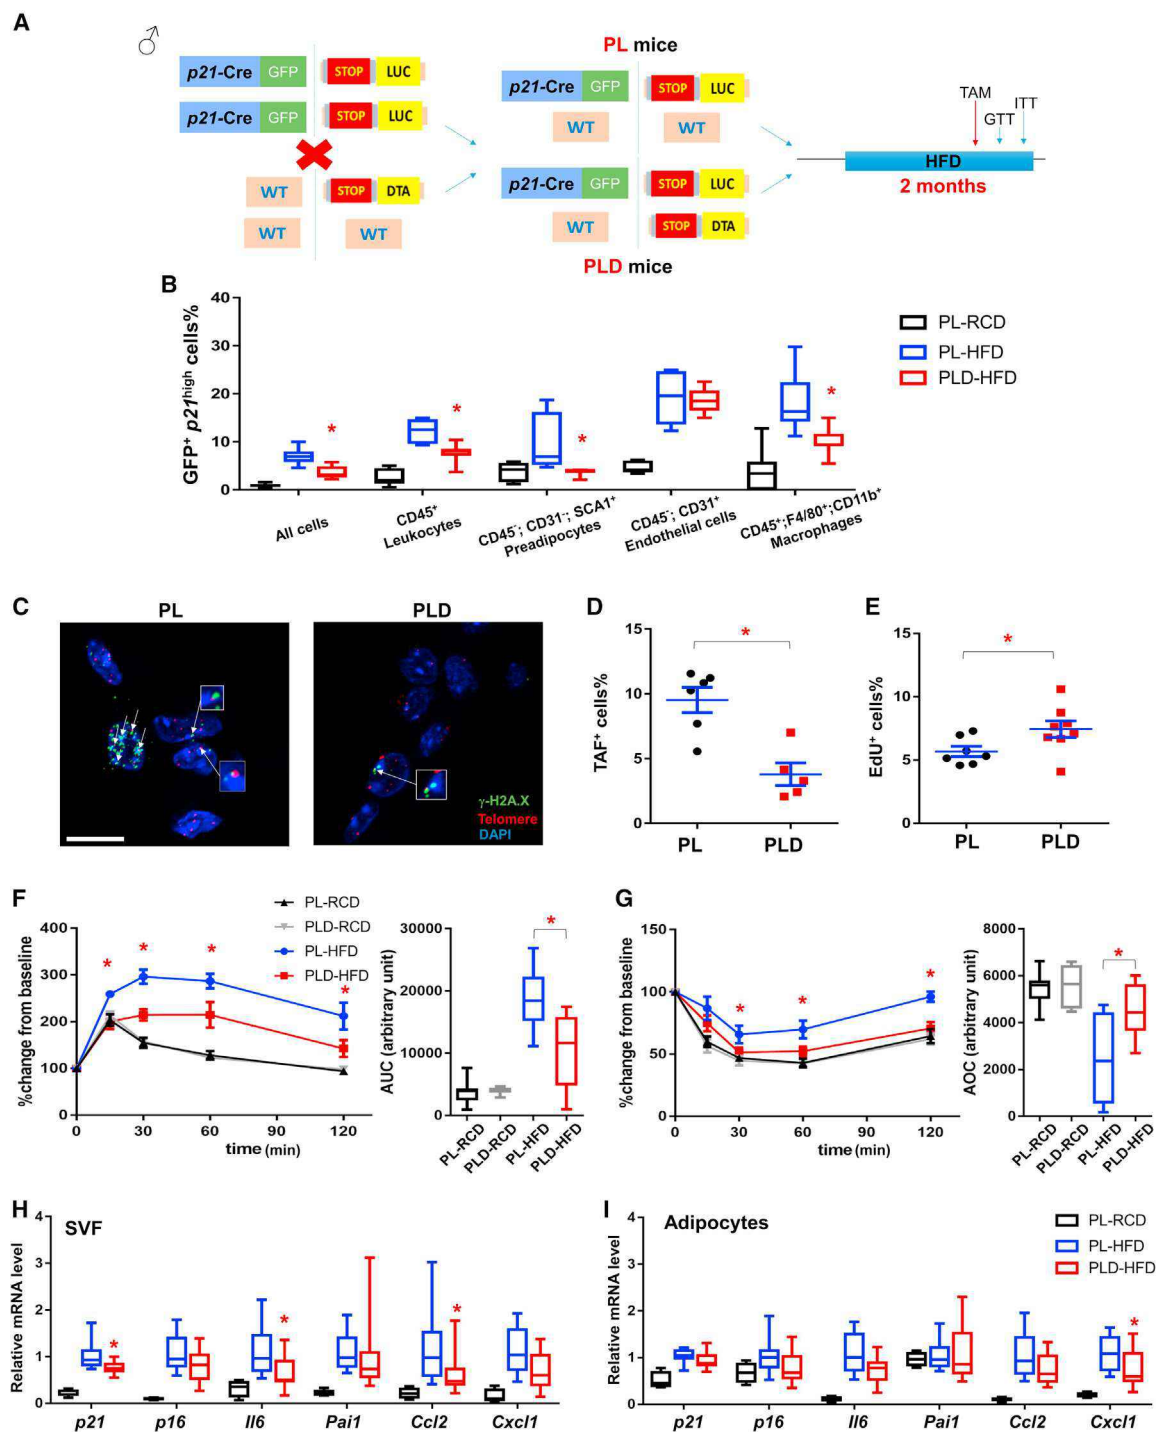 A
♂
PL mice
p21-Cre GFP STOP LUC
p21-Cre GFP STOP LUC
p21-Cre GFP STOP LUC
WT WT
WT STOP DTA
WT WT
p21-Cre GFP STOP LUC
WT STOP DTA
PLD mice
TAM
GTT
ITT
HFD
2 months
B
GFP⁺ p21ʰⁱᵍʰ cells%
40
30
20
10
0
* * * *
All cells
CD45⁺
Leukocytes
CD45⁻; CD31⁻; SCA1⁺
Preadipocytes
CD45⁻; CD31⁺
Endothelial cells
CD45⁺;F4/80⁺;CD11b⁺
Macrophages
PL-RCD
PL-HFD
PLD-HFD
C
PL PLD
γ-H2A.X
Telomere
DAPI
D
TAF⁺ cells%
15
10
5
0
*
PL PLD
E
EdU⁺ cells%
15
10
5
0
*
PL PLD
F
%change from baseline
400
300
200
100
0
0 30 60 120
time (min)
* * * *
PL-RCD
PLD-RCD
PL-HFD
PLD-HFD
AUC (arbitrary unit)
30000
20000
10000
0
*
PL-RCD
PLD-RCD
PL-HFD
PLD-HFD
G
%change from baseline
150
100
50
0
0 30 60 120
time (min)
* * *
AOC (arbitrary unit)
8000
6000
4000
2000
0
*
PL-RCD
PLD-RCD
PL-HFD
PLD-HFD
H
SVF
Relative mRNA level
4
3
2
1
0
* * *
p21 p16 Il6 Pai1 Ccl2 Cxcl1
I
Adipocytes
Relative mRNA level
4
3
2
1
0
*
p21 p16 Il6 Pai1 Ccl2 Cxcl1
PL-RCD
PL-HFD
PLD-HFD